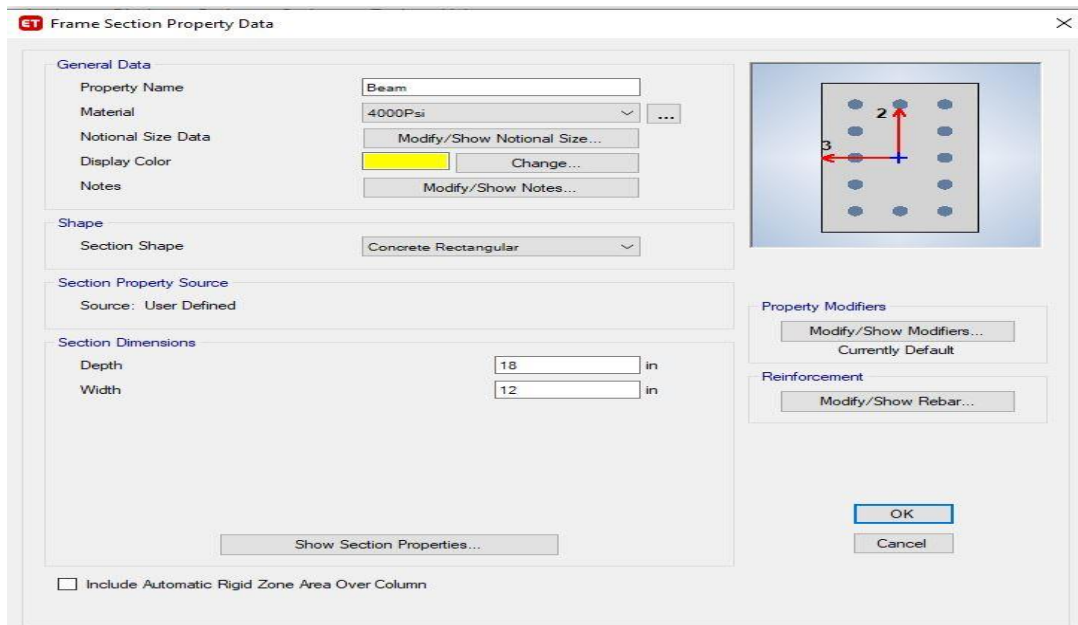 ET Frame Section Property Data
General Data
Property Name Beam
Material 4000Psi ...
Notional Size Data Modify/Show Notional Size...
Display Color Change...
Notes Modify/Show Notes...
2
3
Shape
Section Shape Concrete Rectangular
Section Property Source
Source: User Defined
Property Modifiers
Modify/Show Modifiers...
Currently Default
Section Dimensions
Depth 18 in
Width 12 in
Reinforcement
Modify/Show Rebar...
OK
Show Section Properties... Cancel
Include Automatic Rigid Zone Area Over Column